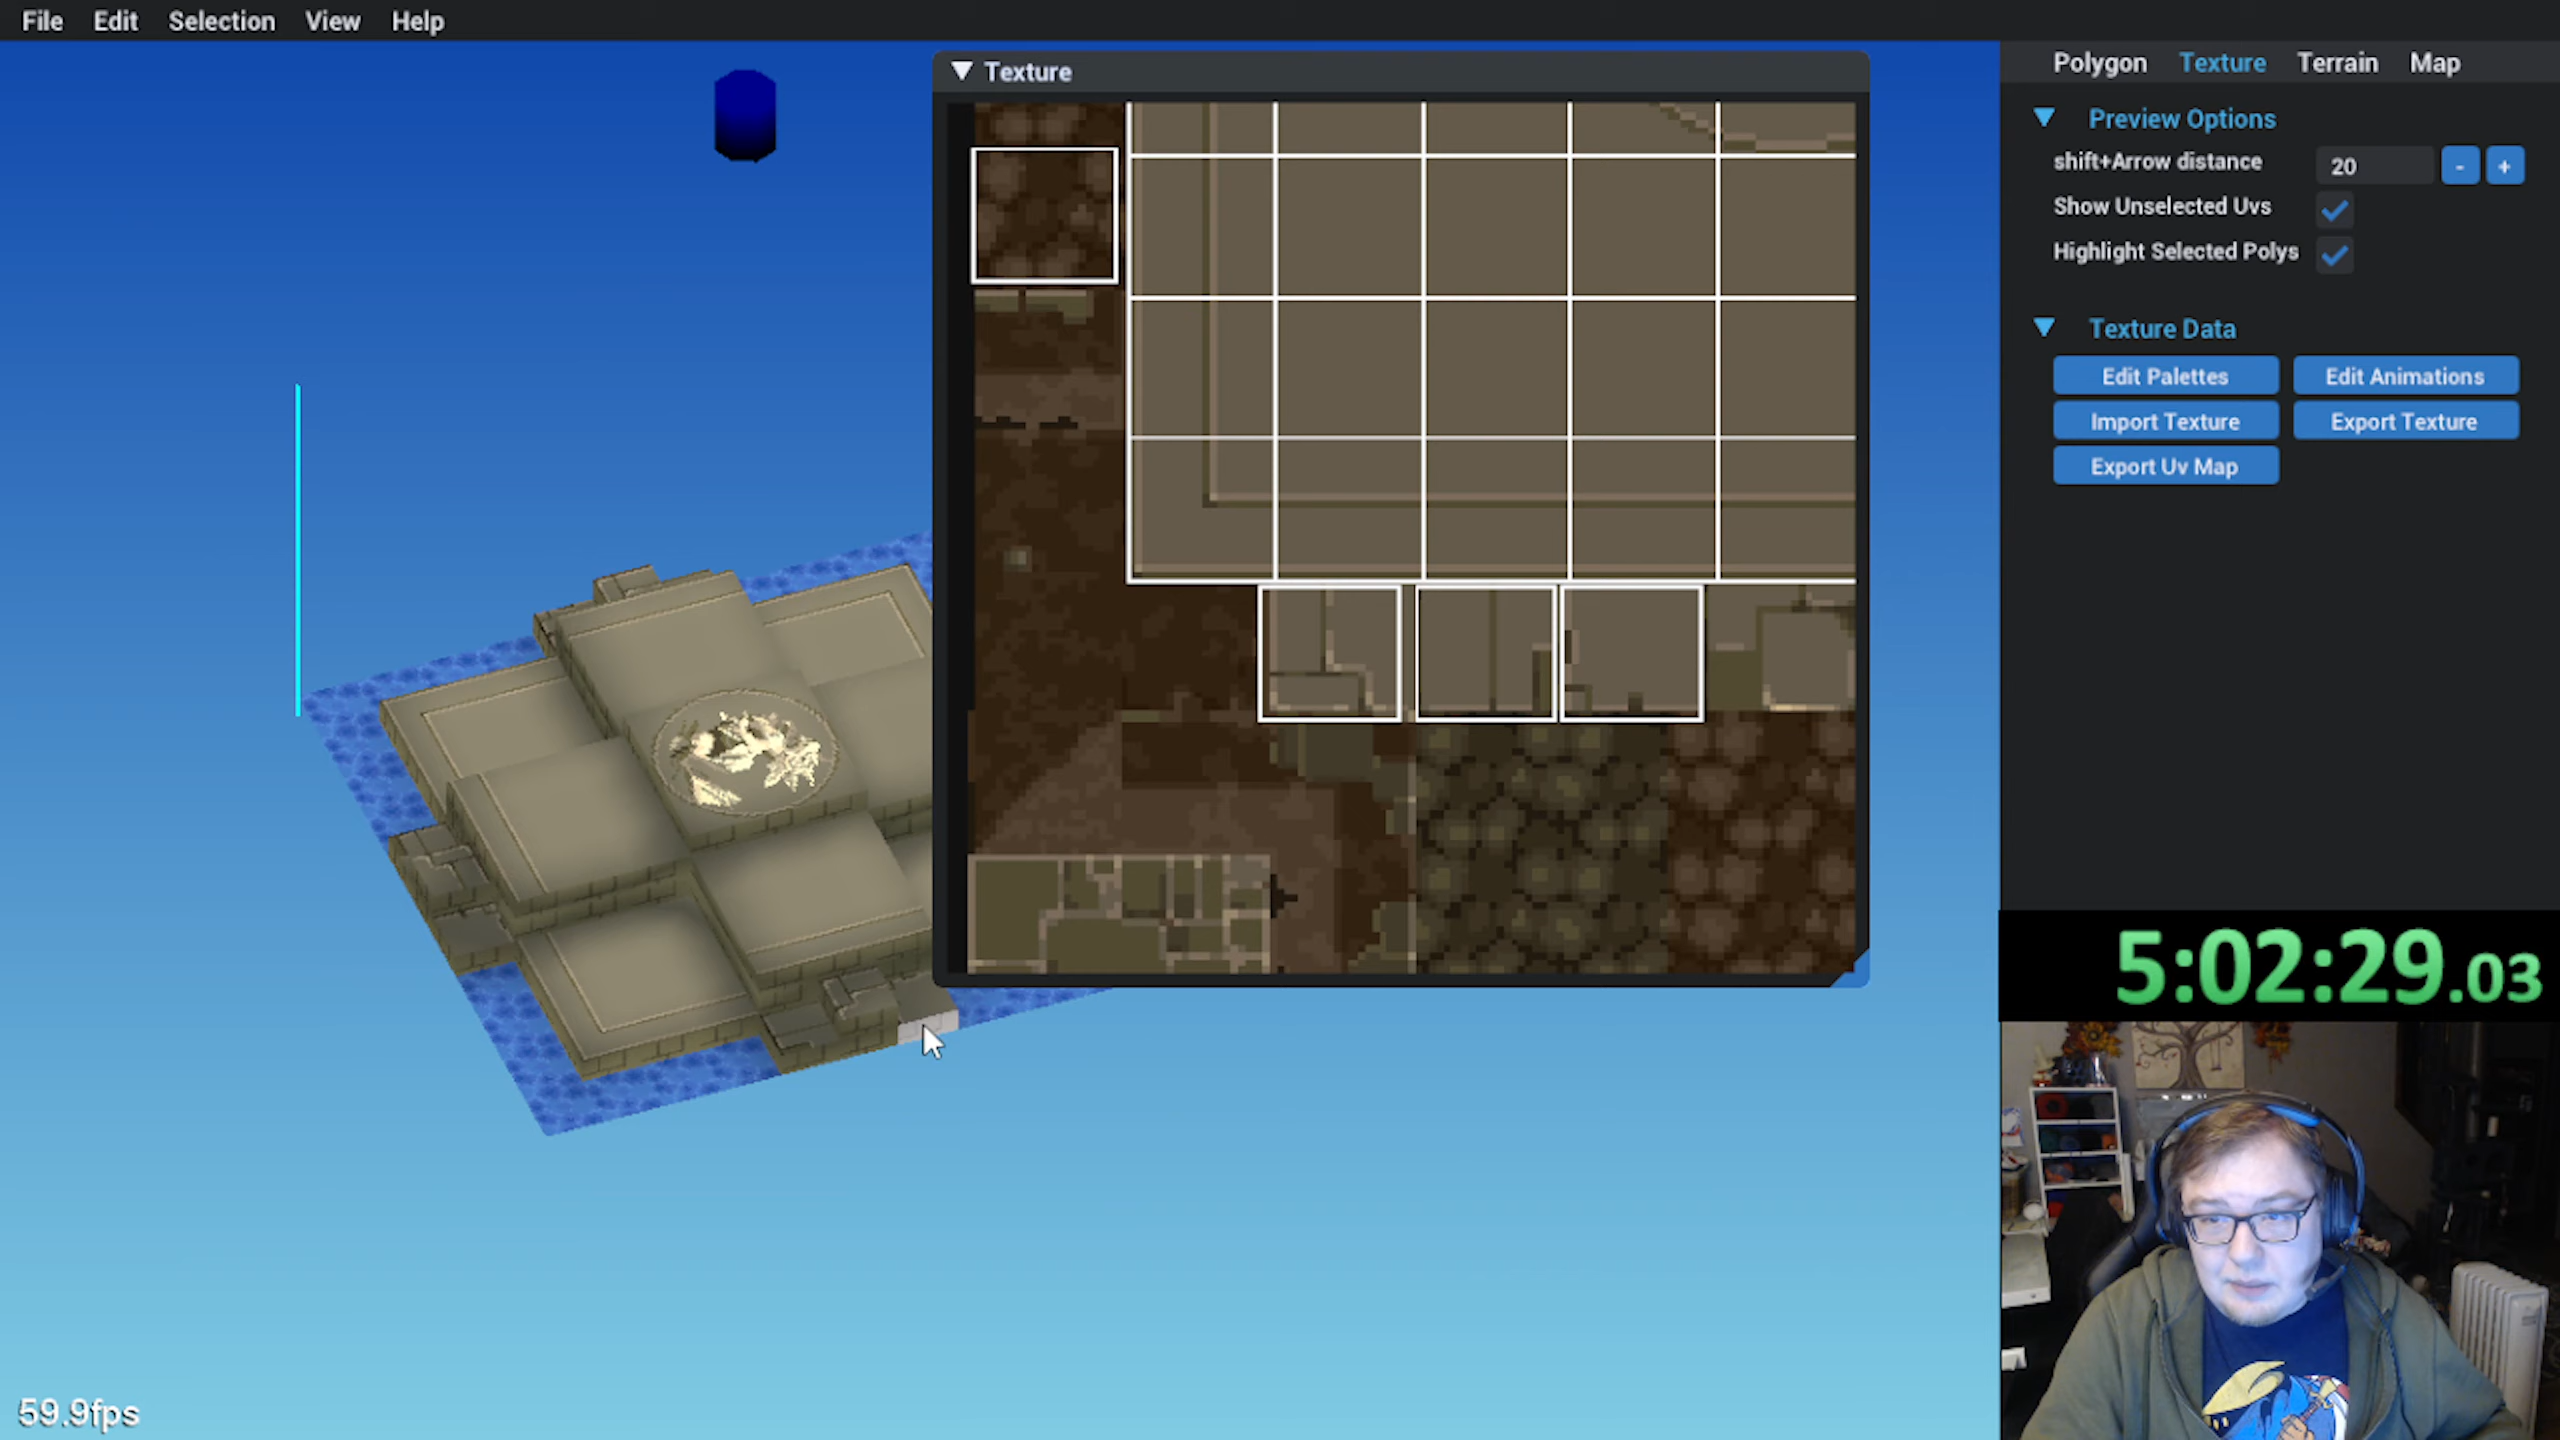 File Edit Selection View Help
Texture
Polygon Texture Terrain Map
Preview Options
shift+Arrow distance 20 - +
Show Unselected Uvs
Highlight Selected Polys
Texture Data
Edit Palettes Edit Animations
Import Texture Export Texture
Export Uv Map
5:02:29.03
59.9fps